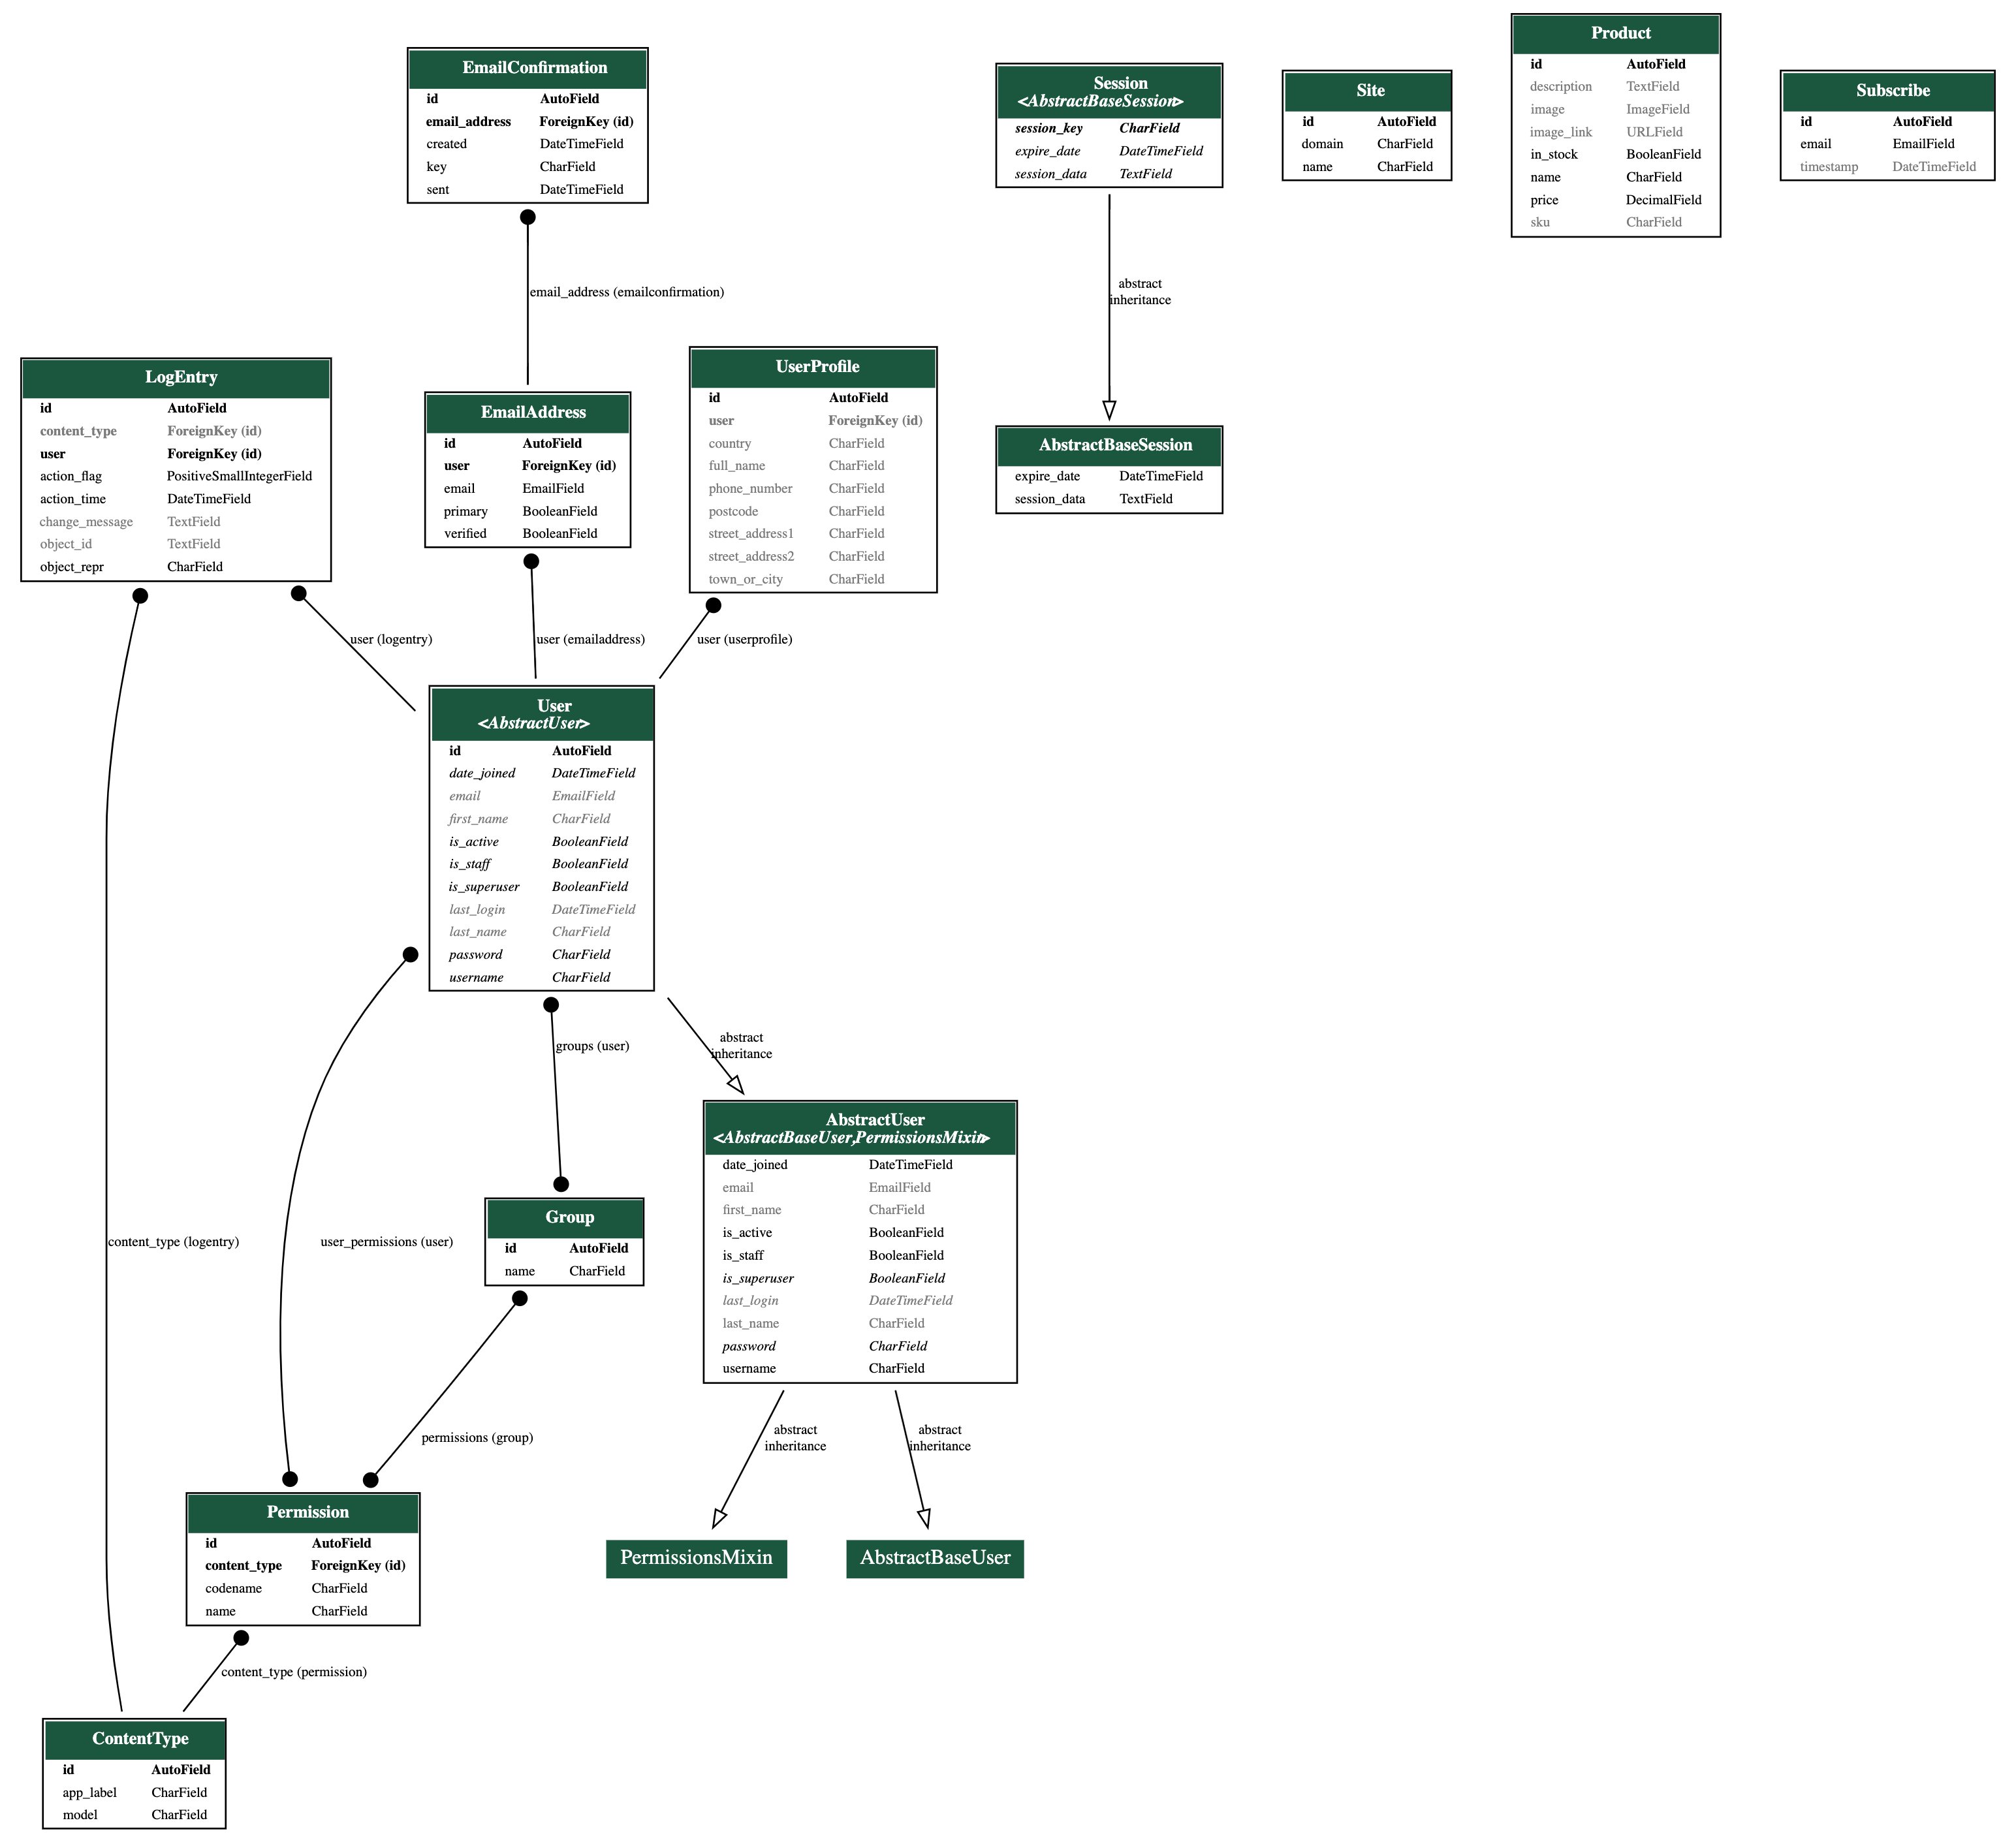 EmailConfirmation
id AutoField
email_address ForeignKey (id)
created DateTimeField
key CharField
sent DateTimeField
Session
<AbstractBaseSession>
session_key CharField
expire_date DateTimeField
session_data TextField
Site
id AutoField
domain CharField
name CharField
Product
id AutoField
description TextField
image ImageField
image_link URLField
in_stock BooleanField
name CharField
price DecimalField
sku CharField
Subscribe
id AutoField
email EmailField
timestamp DateTimeField
email_address (emailconfirmation)
abstract
inheritance
LogEntry
id AutoField
content_type ForeignKey (id)
user ForeignKey (id)
action_flag PositiveSmallIntegerField
action_time DateTimeField
change_message TextField
object_id TextField
object_repr CharField
EmailAddress
id AutoField
user ForeignKey (id)
email EmailField
primary BooleanField
verified BooleanField
UserProfile
id AutoField
user ForeignKey (id)
country CharField
full_name CharField
phone_number CharField
postcode CharField
street_address1 CharField
street_address2 CharField
town_or_city CharField
AbstractBaseSession
expire_date DateTimeField
session_data TextField
user (logentry)
user (emailaddress)
user (userprofile)
User
<AbstractUser>
id AutoField
date_joined DateTimeField
email EmailField
first_name CharField
is_active BooleanField
is_staff BooleanField
is_superuser BooleanField
last_login DateTimeField
last_name CharField
password CharField
username CharField
groups (user)
abstract
inheritance
AbstractUser
<AbstractBaseUser,PermissionsMixin>
date_joined DateTimeField
email EmailField
first_name CharField
is_active BooleanField
is_staff BooleanField
is_superuser BooleanField
last_login DateTimeField
last_name CharField
password CharField
username CharField
content_type (logentry)
user_permissions (user)
Group
id AutoField
name CharField
permissions (group)
abstract
inheritance
abstract
inheritance
Permission
id AutoField
content_type ForeignKey (id)
codename CharField
name CharField
PermissionsMixin
AbstractBaseUser
content_type (permission)
ContentType
id AutoField
app_label CharField
model CharField